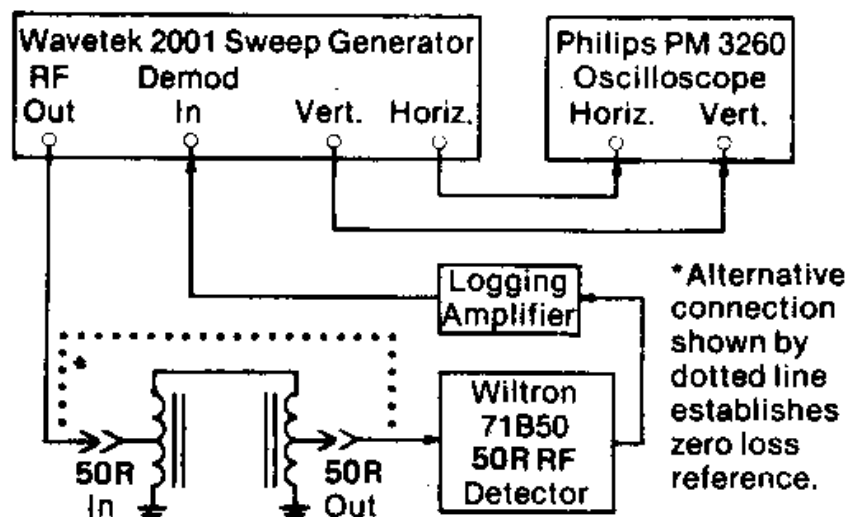 Wavetek 2001 Sweep Generator
RF Out
Demod In
Vert.
Horiz.
Philips PM 3260
Oscilloscope
Horiz.
Vert.
Logging
Amplifier
*Alternative
connection
shown by
dotted line
establishes
zero loss
reference.
*
50R
In
50R
Out
Wiltron
71B50
50R RF
Detector